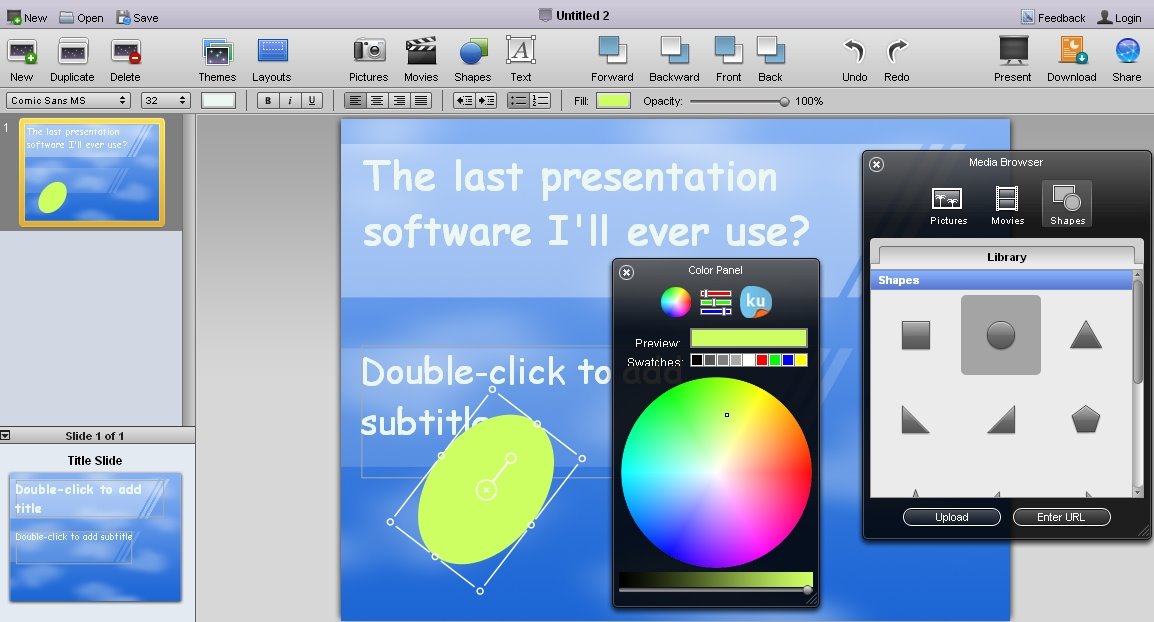 New Open Save
Untitled 2
Feedback Login
New Duplicate Delete
Themes Layouts
Pictures Movies Shapes Text
Forward Backward Front Back
Undo Redo
Present Download Share
Comic Sans MS 32 B i U
Fill: Opacity: 100%
1
The last presentation
software I'll ever use?
The last presentation
software I'll ever use?
Double-click to add
subtitle
Slide 1 of 1
Title Slide
Double-click to add
title
Double-click to add subtitle
Color Panel
ku
Preview:
Swatches:
Media Browser
Pictures Movies Shapes
Library
Shapes
Upload Enter URL